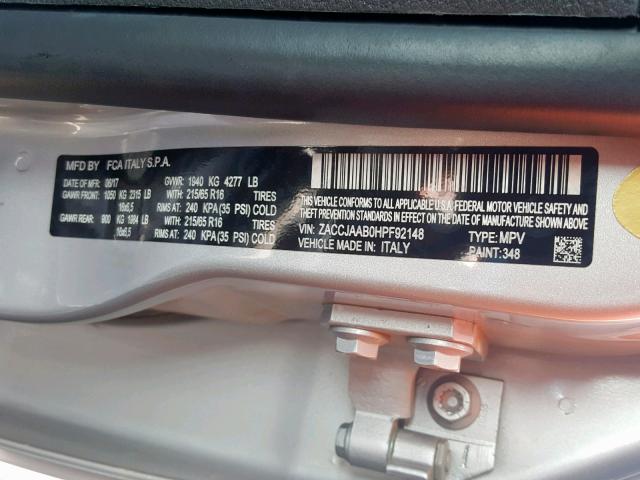 MFD BY FCA ITALY S.P.A.
DATE: 06/17 GVWR: 1940 KG 4277 LB
GAWR FRONT: 1050 KG 2315 LB WITH 215/65 R16 TIRES
16x6,5 RIMS AT: 240 KPA (35 PSI) COLD
GAWR REAR: 900 KG 1984 LB WITH 215/65 R16 TIRES
16x6,5 RIMS AT: 240 KPA (35 PSI) COLD
THIS VEHICLE CONFORMS TO ALL APPLICABLE U.S.A. FEDERAL MOTOR VEHICLE SAFETY
AND THEFT PREVENTION STANDARDS IN EFFECT ON THE DATE OF MANUFACTURE SHOWN ABOVE.
VIN: ZACCJAAB0HPF92148 TYPE: MPV
VEHICLE MADE IN: ITALY PAINT: 348